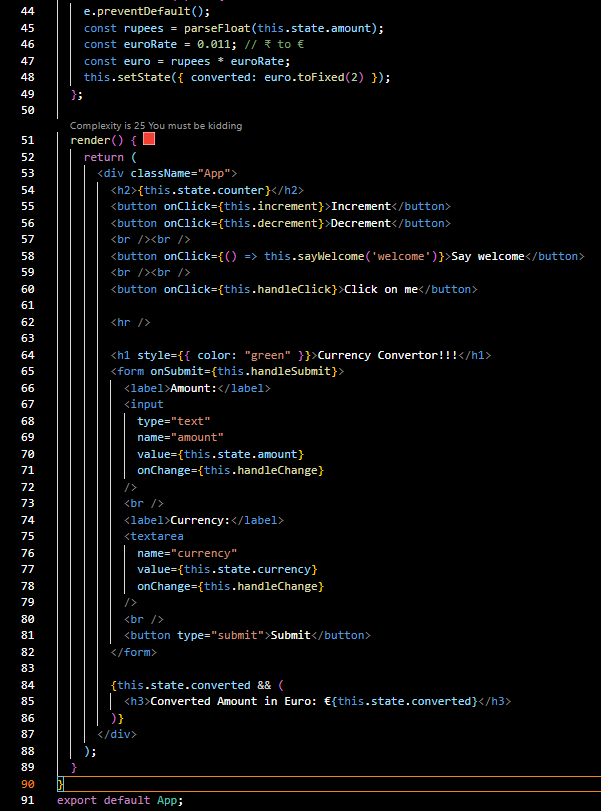 44 e.preventDefault();
45 const rupees = parseFloat(this.state.amount);
46 const euroRate = 0.011; // ₹ to €
47 const euro = rupees * euroRate;
48 this.setState({ converted: euro.toFixed(2) });
49 };
50
Complexity is 25 You must be kidding
51 render() {
52 return (
53 <div className="App">
54 <h2>{this.state.counter}</h2>
55 <button onClick={this.increment}>Increment</button>
56 <button onClick={this.decrement}>Decrement</button>
57 <br /><br />
58 <button onClick={() => this.sayWelcome('welcome')}>Say welcome</button>
59 <br /><br />
60 <button onClick={this.handleClick}>Click on me</button>
61
62 <hr />
63
64 <h1 style={{ color: "green" }}>Currency Convertor!!!</h1>
65 <form onSubmit={this.handleSubmit}>
66 <label>Amount:</label>
67 <input
68 type="text"
69 name="amount"
70 value={this.state.amount}
71 onChange={this.handleChange}
72 />
73 <br />
74 <label>Currency:</label>
75 <textarea
76 name="currency"
77 value={this.state.currency}
78 onChange={this.handleChange}
79 />
80 <br />
81 <button type="submit">Submit</button>
82 </form>
83
84 {this.state.converted && (
85 <h3>Converted Amount in Euro: €{this.state.converted}</h3>
86 )}
87 </div>
88 );
89 }
90 }
91 export default App;